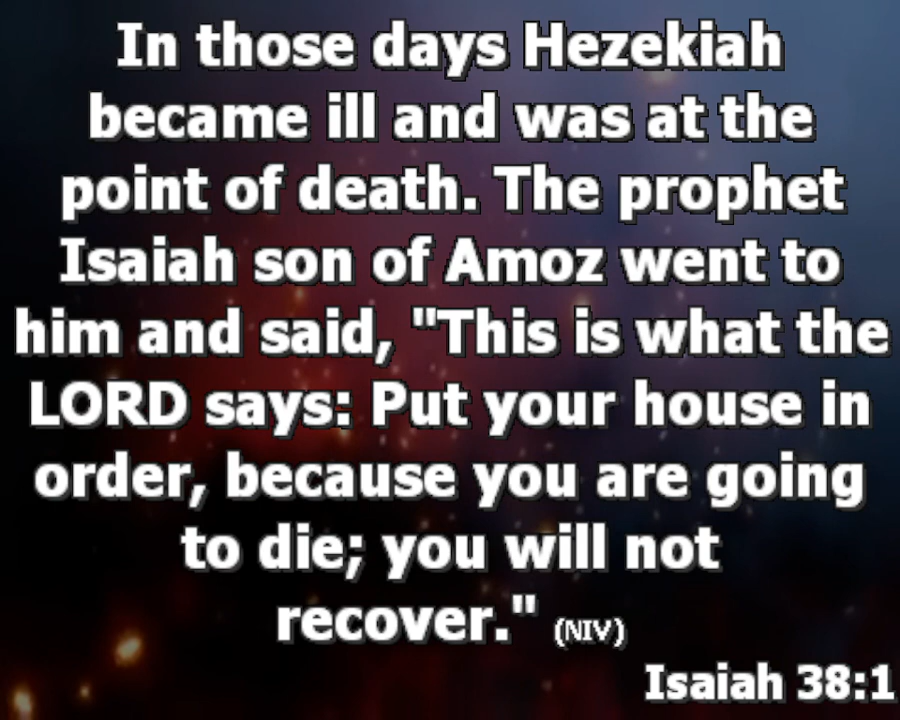 In those days Hezekiah
became ill and was at the
point of death. The prophet
Isaiah son of Amoz went to
him and said, "This is what the
LORD says: Put your house in
order, because you are going
to die; you will not
recover." (NIV)
Isaiah 38:1